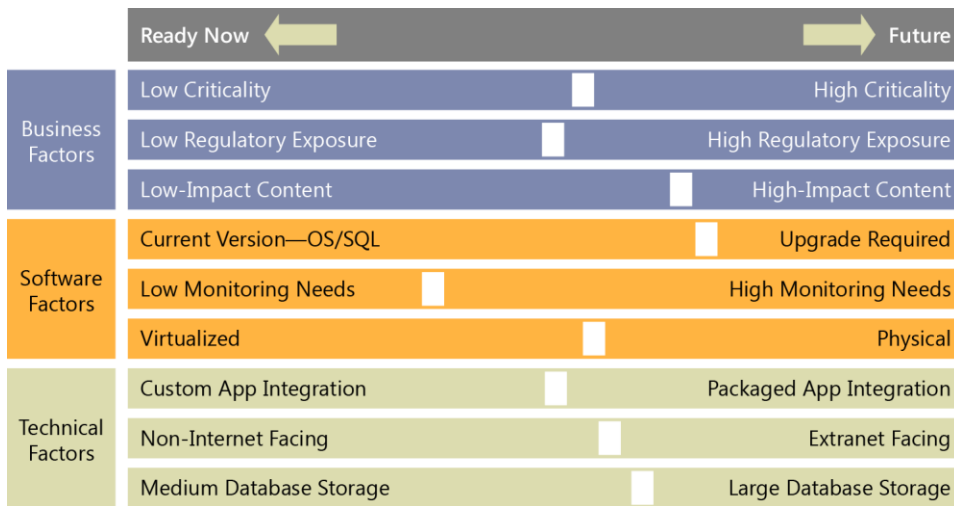 Ready Now
Future
Business
Factors
Low Criticality
High Criticality
Low Regulatory Exposure
High Regulatory Exposure
Low-Impact Content
High-Impact Content
Software
Factors
Current Version—OS/SQL
Upgrade Required
Low Monitoring Needs
High Monitoring Needs
Virtualized
Physical
Technical
Factors
Custom App Integration
Packaged App Integration
Non-Internet Facing
Extranet Facing
Medium Database Storage
Large Database Storage